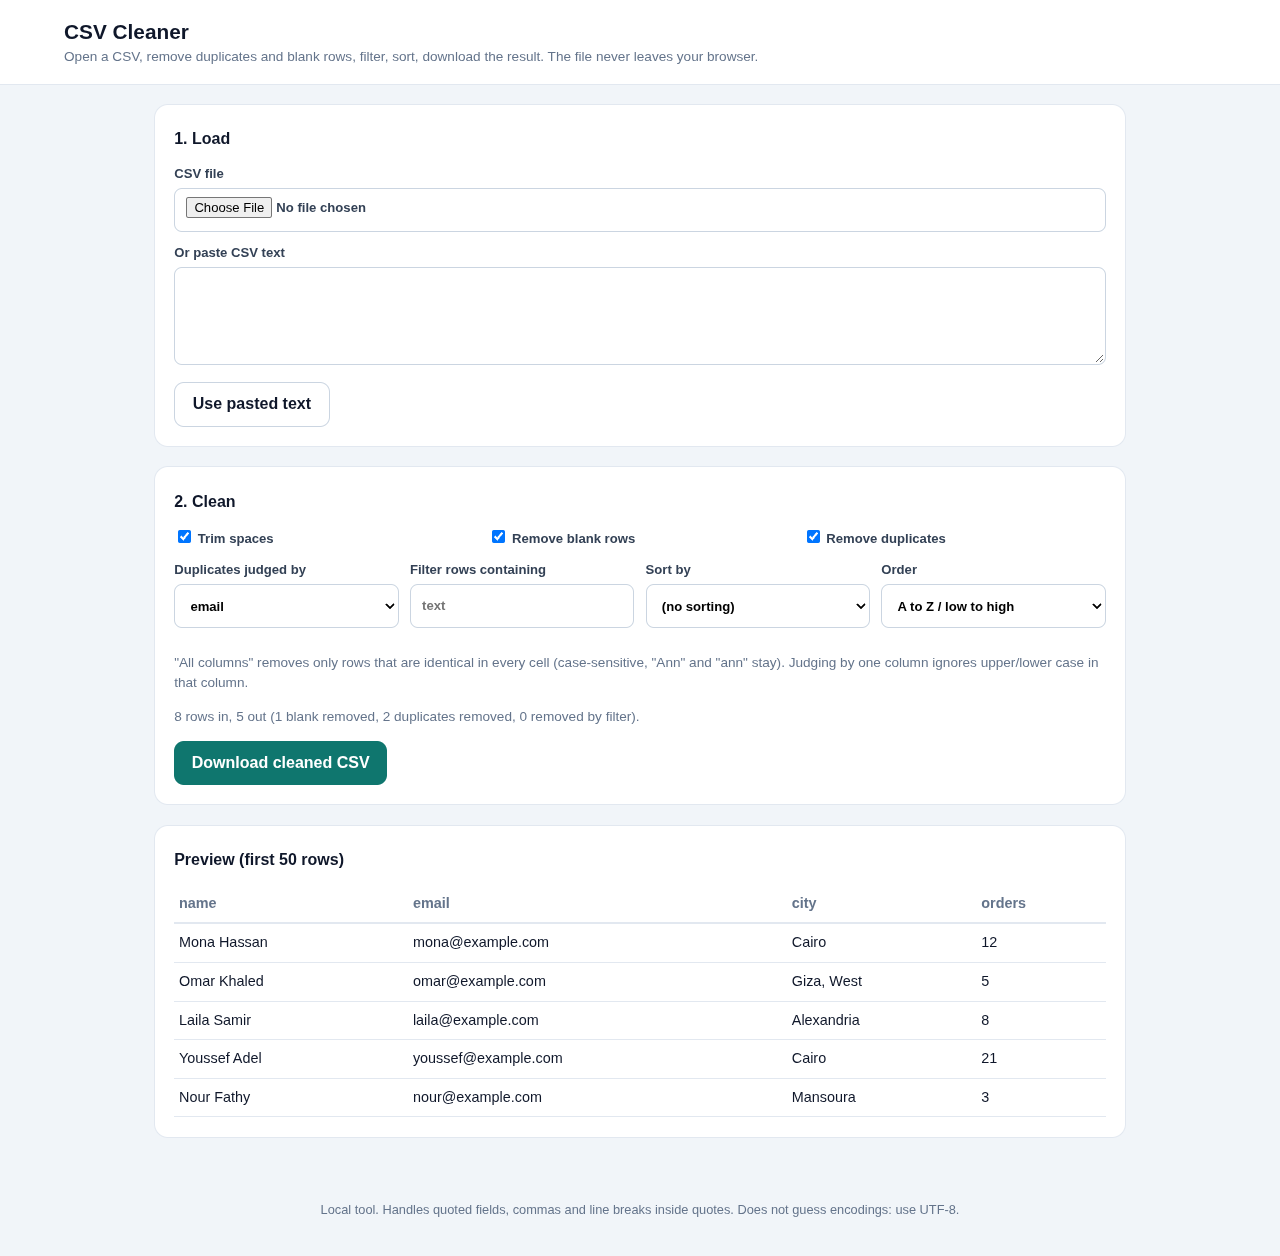 CSV Cleaner
Open a CSV, remove duplicates and blank rows, filter, sort, download the result. The file never leaves your browser.
1. Load
CSV file
Choose File No file chosen
Or paste CSV text
Use pasted text
2. Clean
Trim spaces Remove blank rows Remove duplicates
Duplicates judged by Filter rows containing Sort by Order
email text (no sorting) A to Z / low to high
"All columns" removes only rows that are identical in every cell (case-sensitive, "Ann" and "ann" stay). Judging by one column ignores upper/lower case in
that column.
8 rows in, 5 out (1 blank removed, 2 duplicates removed, 0 removed by filter).
Download cleaned CSV
Preview (first 50 rows)
name email city orders
Mona Hassan mona@example.com Cairo 12
Omar Khaled omar@example.com Giza, West 5
Laila Samir laila@example.com Alexandria 8
Youssef Adel youssef@example.com Cairo 21
Nour Fathy nour@example.com Mansoura 3
Local tool. Handles quoted fields, commas and line breaks inside quotes. Does not guess encodings: use UTF-8.